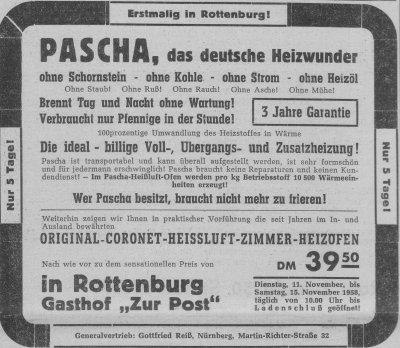 Erstmalig in Rottenburg!
PASCHA, das deutsche Heizwunder
ohne Schornstein - ohne Kohle - ohne Strom - ohne Heizöl
Ohne Staub! Ohne Ruß! Ohne Rauch! Ohne Asche! Ohne Möhe!
Brennt Tag und Nacht ohne Wartung!
Verbraucht nur Pfennige in der Stunde!
3 Jahre Garantie
100prozentige Umwandlung des Heizstoffes in Wärme
Die ideal - billige Voll-, Übergangs- und Zusatzheizung!
Pascha ist transportabel und kann überall aufgestellt werden, ist sehr formschön
und für jedermann erschwinglich! Pascha braucht keine Reparaturen und keinen Kun-
dendienst! – Im Pascha-Heißluft-Ofen werden pro kg Betriebsstoff 10 800 Wärmeein-
heiten erzeugt!
Wer Pascha besitzt, braucht nicht mehr zu frieren!
Weiterhin zeigen wir Ihnen in praktischer Vorführung die seit Jahren im In- und
Ausland bewährten
ORIGINAL-CORONET-HEISSLUFT-ZIMMER-HEIZÖFEN
Nach wie vor zu dem sensationellen Preis von
DM 39.50
in Rottenburg
Gasthof „Zur Post"
Dienstag, 11. November, bis
Samstag, 15. November 1958,
täglich von 10.00 Uhr bis
Ladenschluß geöffnet!
Nur 5 Tage!
Nur 5 Tage!
Generalvertrieb: Gottfried Reiß, Nürnberg, Martin-Richter-Straße 32